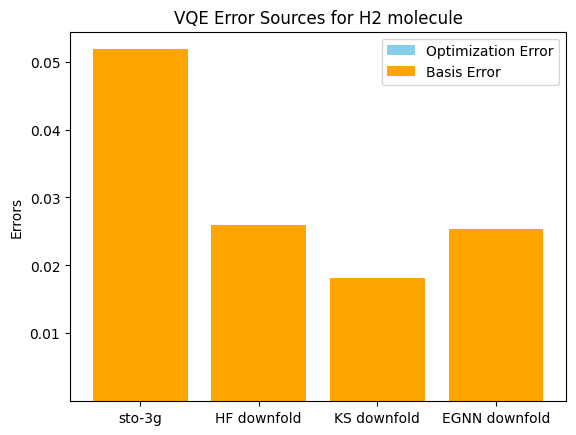 VQE Error Sources for H2 molecule
Optimization Error
Basis Error
Errors
0.05
0.04
0.03
0.02
0.01
sto-3g
HF downfold
KS downfold
EGNN downfold